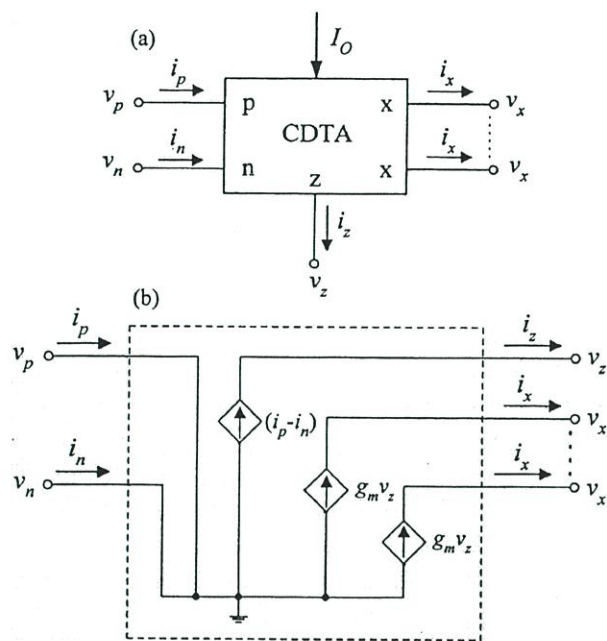 (a)
I_O
i_p
i_x
v_p
p
x
v_x
CDTA
i_n
i_x
v_n
n
x
v_x
z
i_z
v_z
(b)
i_p
i_z
v_p
v_z
i_x
(i_p-i_n)
v_x
i_n
i_x
v_n
g_m v_z
v_x
g_m v_z